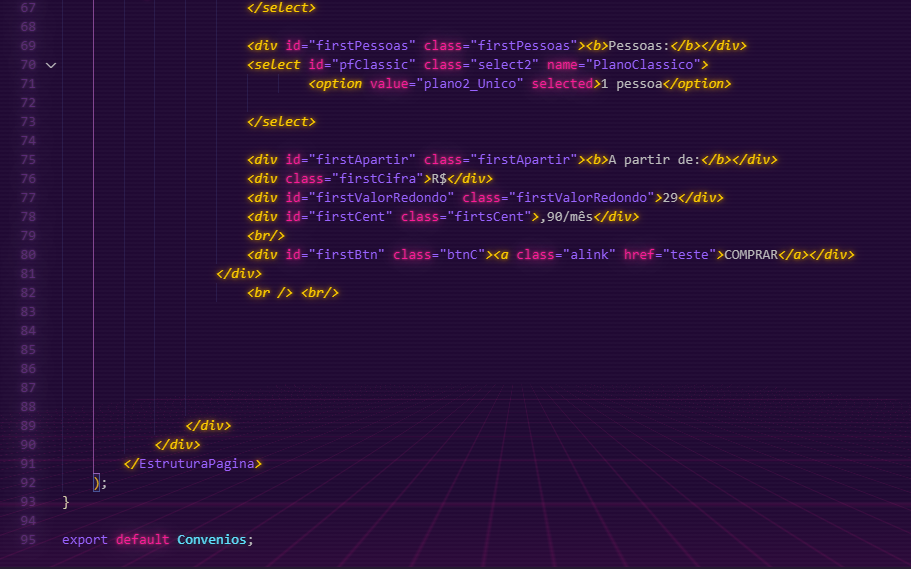 67 </select>
68
69 <div id="firstPessoas" class="firstPessoas"><b>Pessoas:</b></div>
70 <select id="pfClassic" class="select2" name="PlanoClassico">
71 <option value="plano2_Unico" selected>1 pessoa</option>
72
73 </select>
74
75 <div id="firstApartir" class="firstApartir"><b>A partir de:</b></div>
76 <div class="firstCifra">R$</div>
77 <div id="firstValorRedondo" class="firstValorRedondo">29</div>
78 <div id="firstCent" class="firtsCent">,90/mês</div>
79 <br/>
80 <div id="firstBtn" class="btnC"><a class="alink" href="teste">COMPRAR</a></div>
81 </div>
82 <br /> <br/>
83
84
85
86
87
88
89 </div>
90 </div>
91 </EstruturaPagina>
92 );
93 }
94
95 export default Convenios;